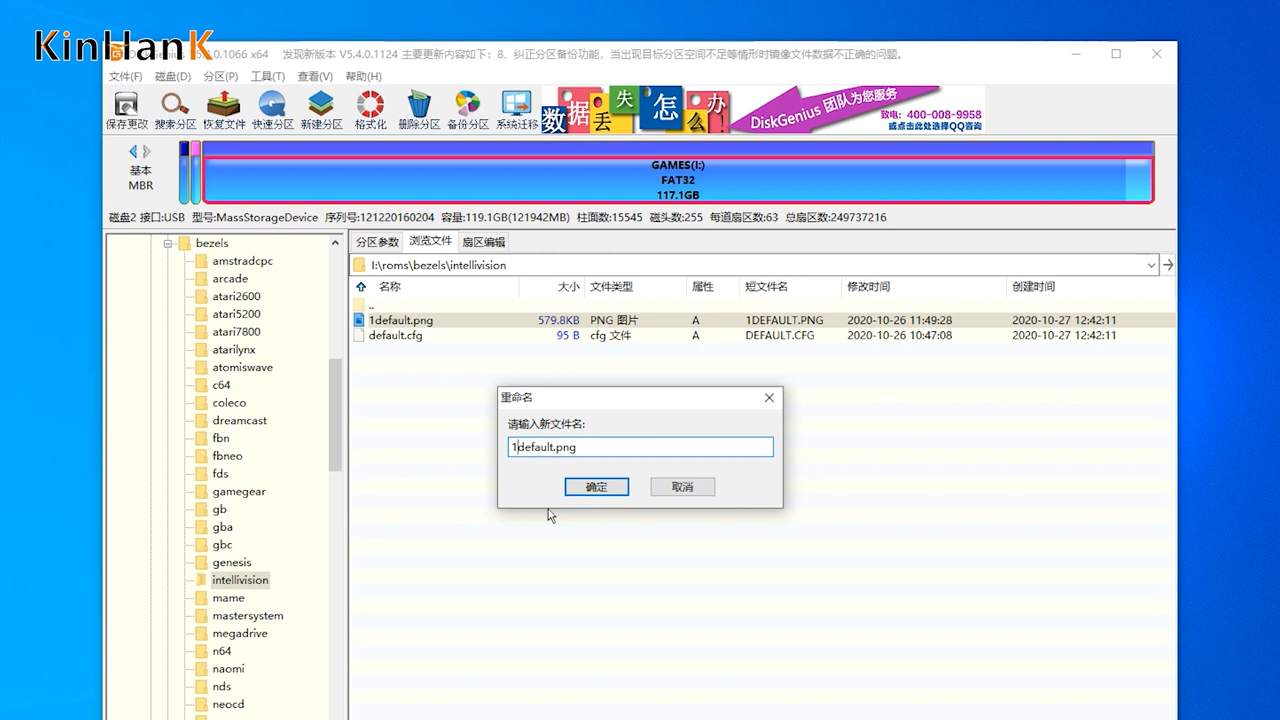 KinHanK
1066 x64 发现新版本 V5.4.0.1124 主要更新内容如下: 8、纠正分区备份功能，当出现目标分区空间不足等情形时镜像文件数据不正确的问题。
文件(F) 磁盘(D) 分区(P) 工具(T) 查看(V) 帮助(H)
保存更改 搜索分区 恢复文件 快速分区 新建分区 格式化 删除分区 备份分区 系统迁移
数据丢失怎么办!
DiskGenius 团队为您服务
致电: 400-008-9958
或点击此处选择QQ咨询
基本
MBR
GAMES(I:)
FAT32
117.1GB
磁盘2 接口:USB 型号:MassStorageDevice 序列号:121220160204 容量:119.1GB(121942MB) 柱面数:15545 磁头数:255 每道扇区数:63 总扇区数:249737216
bezels
amstradcpc
arcade
atari2600
atari5200
atari7800
atarilynx
atomiswave
c64
coleco
dreamcast
fbn
fbneo
fds
gamegear
gb
gba
gbc
genesis
intellivision
mame
mastersystem
megadrive
n64
naomi
nds
neocd
分区参数 浏览文件 扇区编辑
I:\roms\bezels\intellivision
名称 大小 文件类型 属性 短文件名 修改时间 创建时间
..
1default.png 579.8KB PNG 图片 A 1DEFAULT.PNG 2020-10-26 11:49:28 2020-10-27 12:42:11
default.cfg 95 B cfg 文件 A DEFAULT.CFG 2020-10-26 10:47:08 2020-10-27 12:42:11
重命名
请输入新文件名:
1default.png
确定 取消